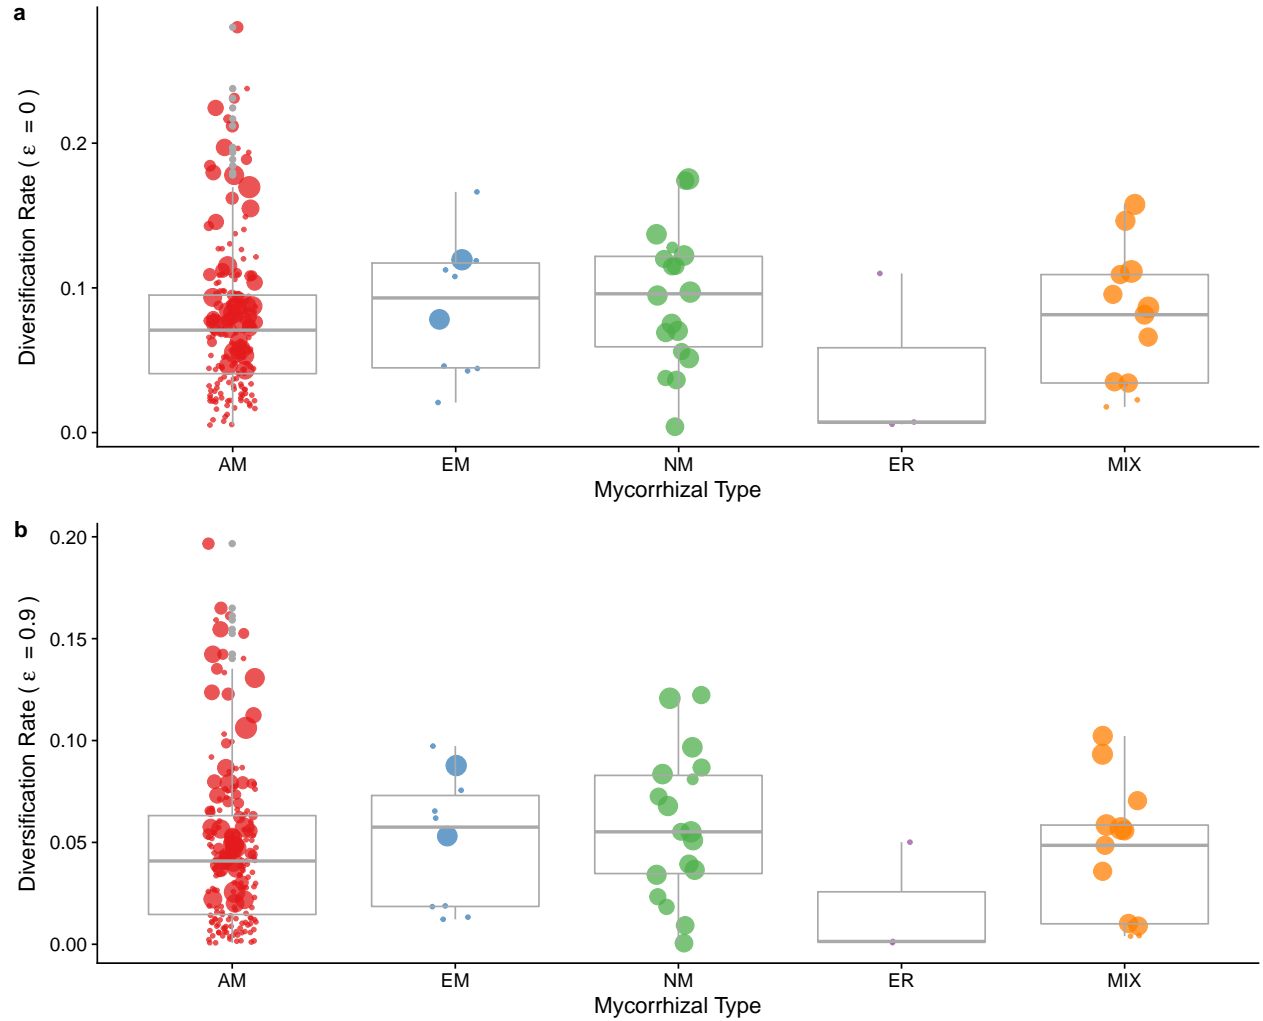 a
Diversification Rate ( ε = 0 )
0.2
0.1
0.0
AM EM NM ER MIX
Mycorrhizal Type
b
Diversification Rate ( ε = 0.9 )
0.20
0.15
0.10
0.05
0.00
AM EM NM ER MIX
Mycorrhizal Type